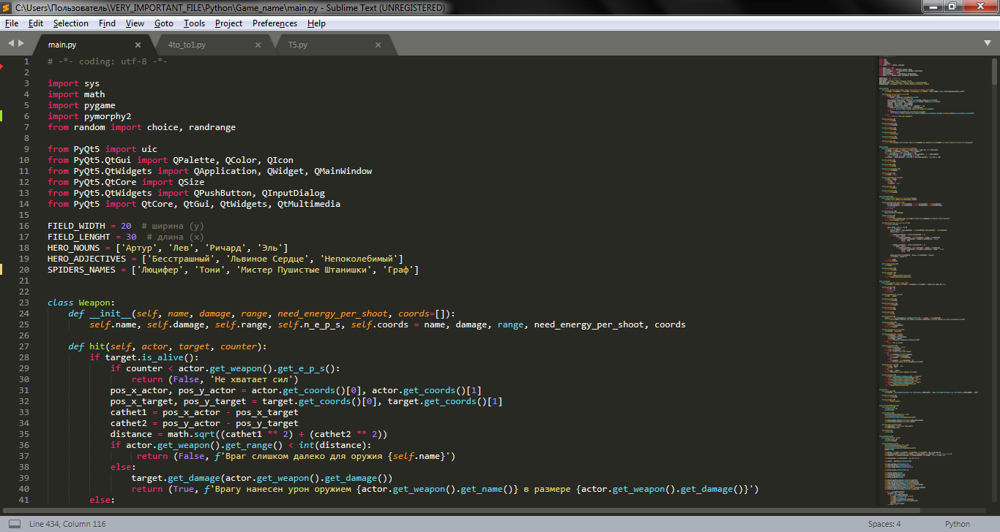 C:\Users\Пользователь\VERY_IMPORTANT_FILE\Python\Game_name\main.py - Sublime Text (UNREGISTERED)
File Edit Selection Find View Goto Tools Project Preferences Help
main.py 4to_to1.py T5.py
1 # -*- coding: utf-8 -*-
2
3 import sys
4 import math
5 import pygame
6 import pymorphy2
7 from random import choice, randrange
8
9 from PyQt5 import uic
10 from PyQt5.QtGui import QPalette, QColor, QIcon
11 from PyQt5.QtWidgets import QApplication, QWidget, QMainWindow
12 from PyQt5.QtCore import QSize
13 from PyQt5.QtWidgets import QPushButton, QInputDialog
14 from PyQt5 import QtCore, QtGui, QtWidgets, QtMultimedia
15
16 FIELD_WIDTH = 20  # ширина (y)
17 FIELD_LENGHT = 30  # длина (x)
18 HERO_NOUNS = ['Артур', 'Лев', 'Ричард', 'Эль']
19 HERO_ADJECTIVES = ['Бесстрашный', 'Львиное Сердце', 'Непоколебимый']
20 SPIDERS_NAMES = ['Люцифер', 'Тони', 'Мистер Пушистые Штанишки', 'Граф']
21
22
23 class Weapon:
24     def __init__(self, name, damage, range, need_energy_per_shoot, coords=[]):
25         self.name, self.damage, self.range, self.n_e_p_s, self.coords = name, damage, range, need_energy_per_shoot, coords
26
27     def hit(self, actor, target, counter):
28         if target.is_alive():
29             if counter < actor.get_weapon().get_e_p_s():
30                 return (False, 'Не хватает сил')
31             pos_x_actor, pos_y_actor = actor.get_coords()[0], actor.get_coords()[1]
32             pos_x_target, pos_y_target = target.get_coords()[0], target.get_coords()[1]
33             cathet1 = pos_x_actor - pos_x_target
34             cathet2 = pos_y_actor - pos_y_target
35             distance = math.sqrt((cathet1 ** 2) + (cathet2 ** 2))
36             if actor.get_weapon().get_range() < int(distance):
37                  return (False, f'Враг слишком далеко для оружия {self.name}')
38             else:
39                 target.get_damage(actor.get_weapon().get_damage())
40                 return (True, f'Врагу нанесен урон оружием {actor.get_weapon().get_name()} в размере {actor.get_weapon().get_damage()}')
41         else:
Line 434, Column 116 Spaces: 4 Python